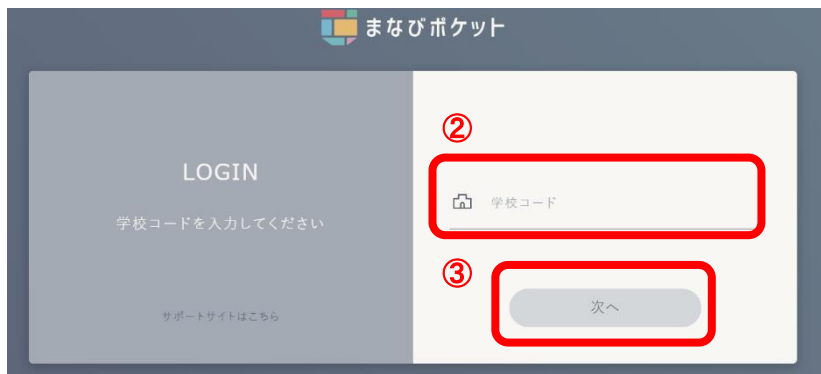 まなびポケット
LOGIN
学校コードを入力してください
サポートサイトはこちら
②
学校コード
③
次へ